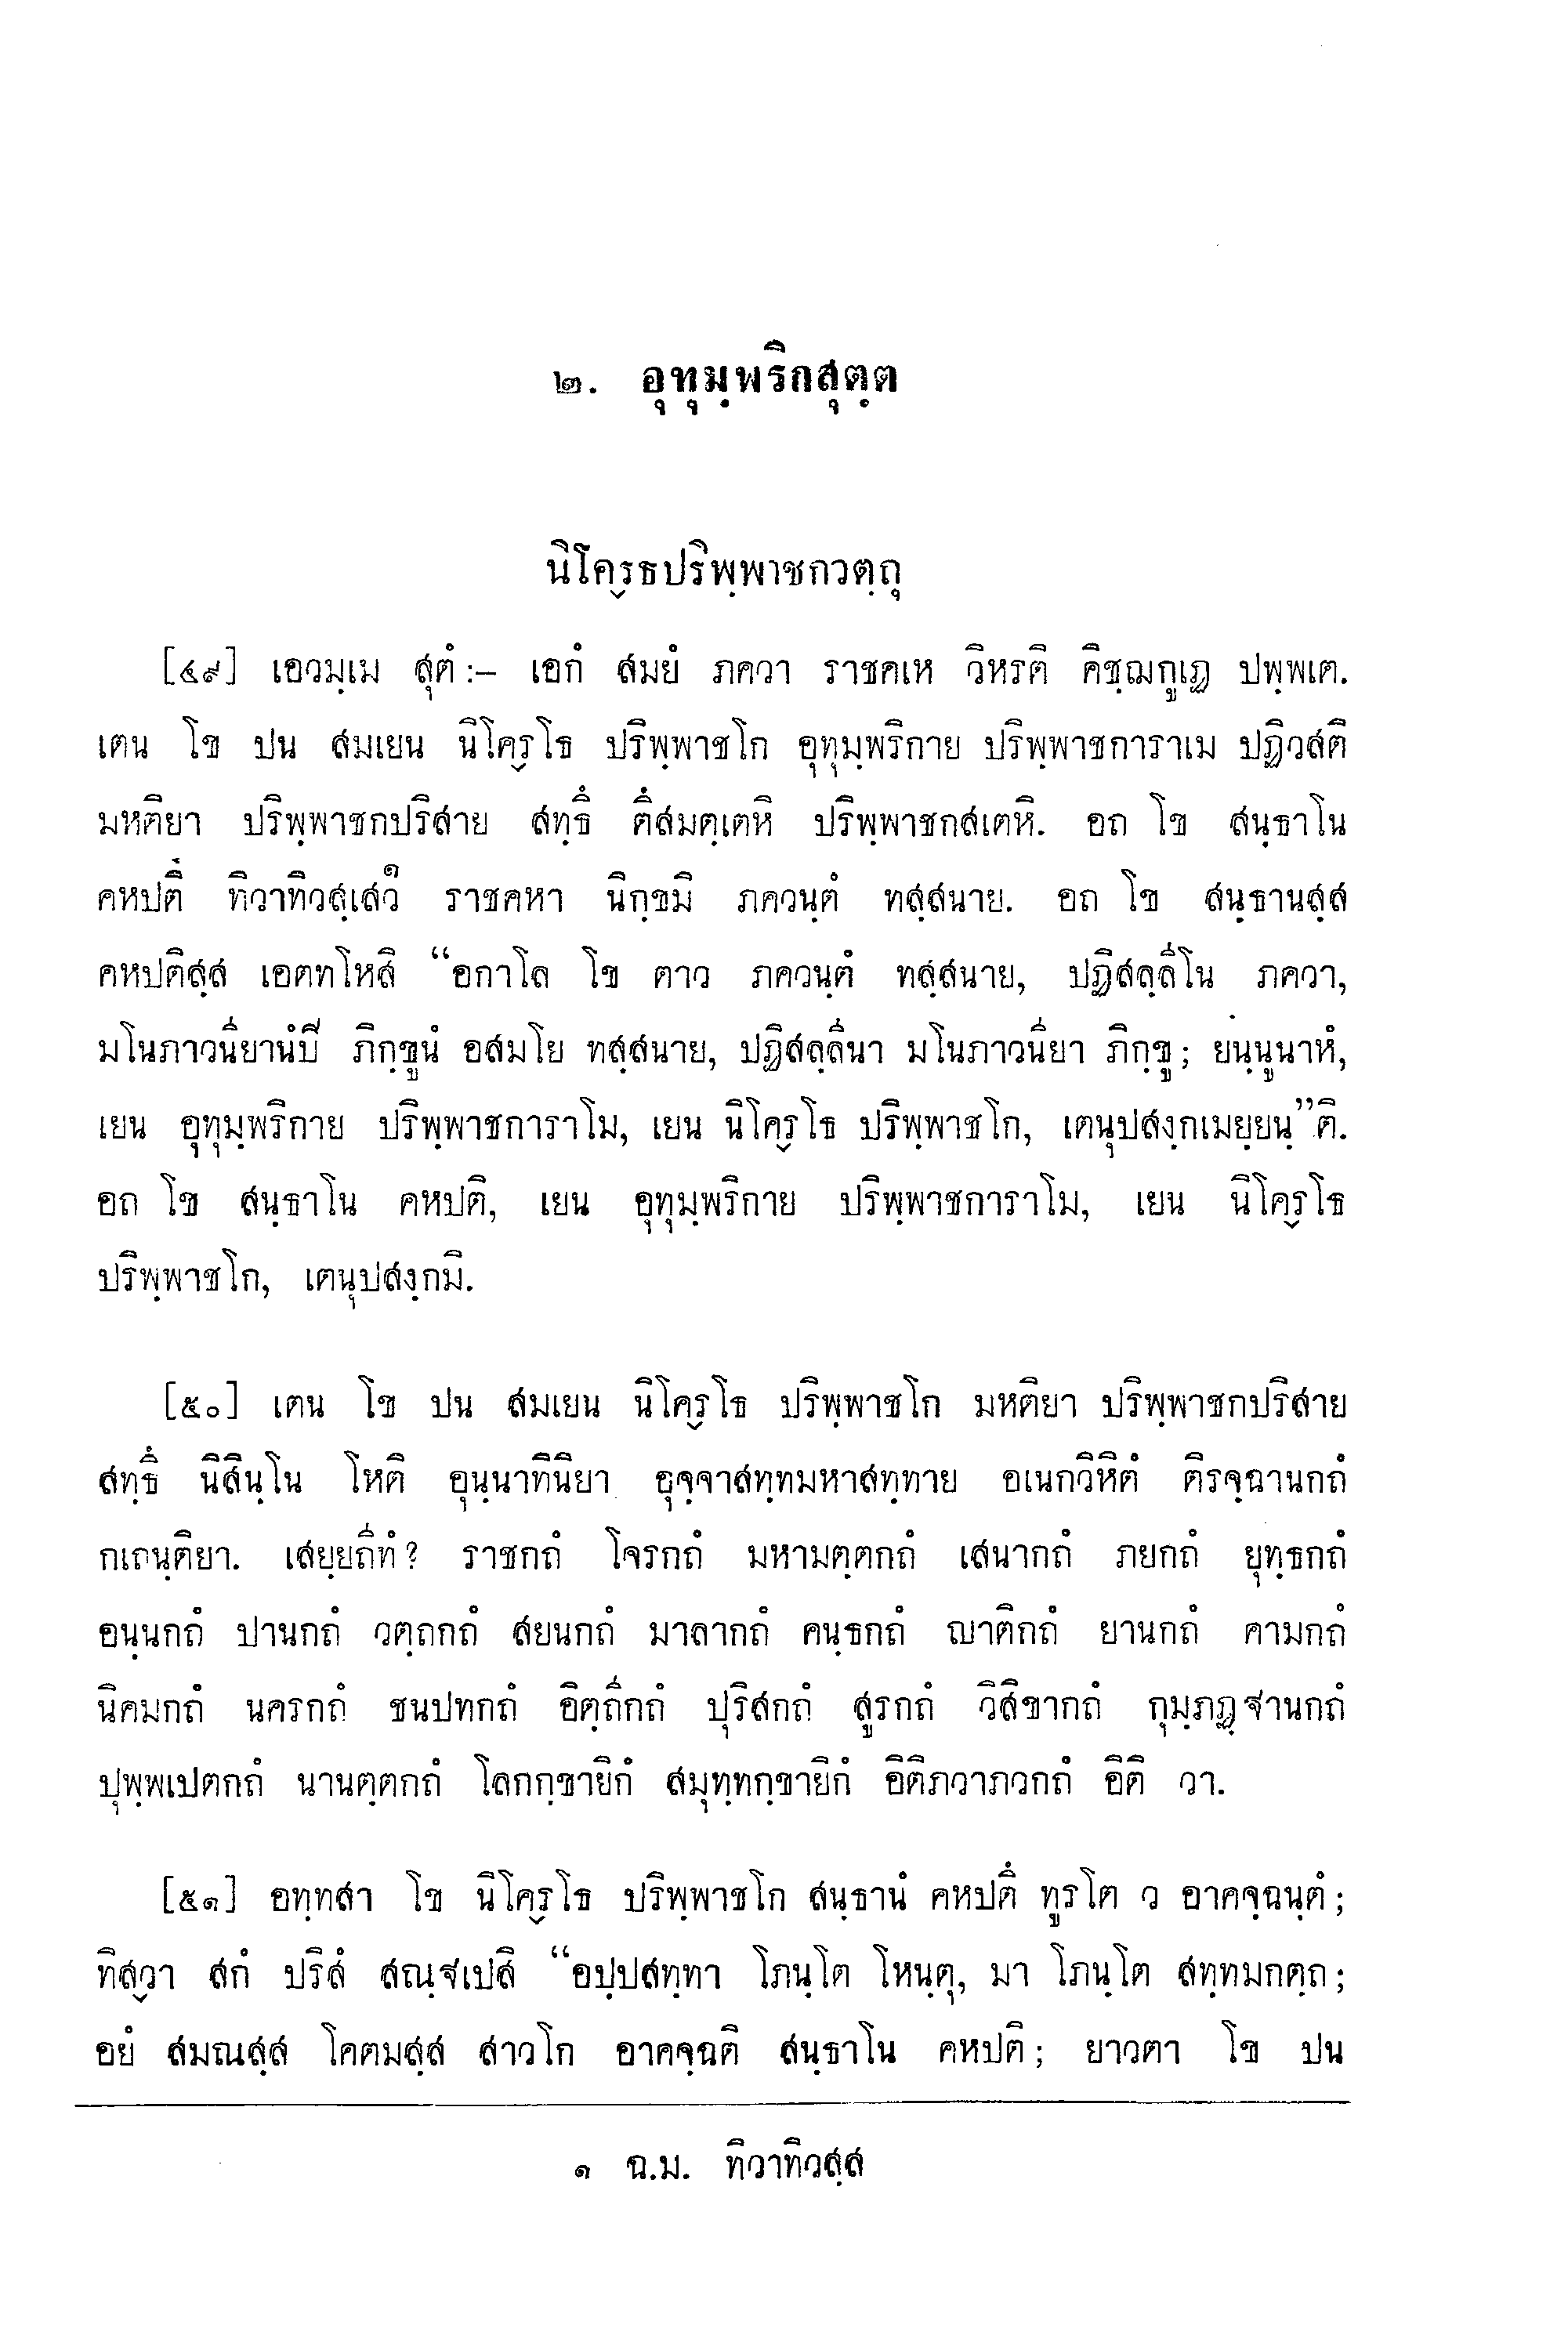 ๒. อุทุมฺพริกสุตฺต
นิโคฺรธปริพฺพาชกวตฺถุ
[๔๙] เอวมฺเม สุตํ :– เอกํ สมยํ ภควา ราชคเห วิหรติ คิชฺฌกูเฏ ปพฺพเต.
เตน โข ปน สมเยน นิโคฺรโธ ปริพฺพาชโก อุทุมฺพริกาย ปริพฺพาชการาเม ปฏิวสติ
มหติยา ปริพฺพาชกปริสาย สทฺธึ ตึสมตฺเตหิ ปริพฺพาชกสเตหิ. อถ โข สนฺธาโน
คหปติ ทิวาทิวสฺเสว๑ ราชคหา นิกฺขมิ ภควนฺตํ ทสฺสนาย. อถ โข สนฺธานสฺส
คหปติสฺส เอตทโหสิ “อกาโล โข ตาว ภควนฺตํ ทสฺสนาย, ปฏิสลฺลีโน ภควา,
มโนภาวนียานํปิ ภิกฺขูนํ อสมโย ทสฺสนาย, ปฏิสลฺลีนา มโนภาวนียา ภิกฺขู ; ยนฺนูนาหํ,
เยน อุทุมฺพริกาย ปริพฺพาชการาโม, เยน นิโคฺรโธ ปริพฺพาชโก, เตนุปสงฺกเมยฺยนฺ”ติ.
อถ โข สนฺธาโน คหปติ, เยน อุทุมฺพริกาย ปริพฺพาชการาโม, เยน นิโคฺรโธ
ปริพฺพาชโก, เตนุปสงฺกมิ.
[๕๐] เตน โข ปน สมเยน นิโคฺรโธ ปริพฺพาชโก มหติยา ปริพฺพาชกปริสาย
สทฺธึ นิสินฺโน โหติ อุนฺนาทินิยา อุจฺจาสทฺทมหาสทฺทาย อเนกวิหิตํ ติรจฺฉานกถํ
กเถนฺติยา. เสยฺยถีทํ ? ราชกถํ โจรกถํ มหามตฺตกถํ เสนากถํ ภยกถํ ยุทฺธกถํ
อนฺนกถํ ปานกถํ วตฺถกถํ สยนกถํ มาลากถํ คนฺธกถํ ญาติกถํ ยานกถํ คามกถํ
นิคมกถํ นครกถํ ชนปทกถํ อิตฺถีกถํ ปุริสกถํ สูรกถํ วิสิขากถํ กุมฺภฏฺฐานกถํ
ปุพฺพเปตกถํ นานตฺตกถํ โลกกฺขายิกํ สมุทฺทกฺขายิกํ อิติภวาภวกถํ อิติ วา.
[๕๑] อทฺทสา โข นิโคฺรโธ ปริพฺพาชโก สนฺธานํ คหปตึ ทูรโต ว อาคจฺฉนฺตํ ;
ทิสฺวา สกํ ปริสํ สณฺฐเปสิ “อปฺปสทฺทา โภนฺโต โหนฺตุ, มา โภนฺโต สทฺทมกตฺถ ;
อยํ สมณสฺส โคตมสฺส สาวโก อาคจฺฉติ สนฺธาโน คหปติ ; ยาวตา โข ปน
๑ ฉ.ม. ทิวาทิวสฺส